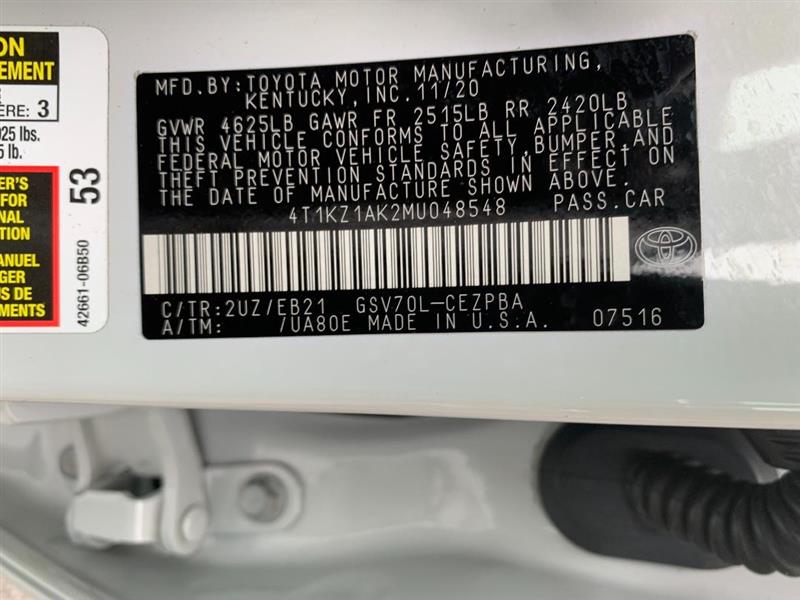 ON
EMENT
ÈRE: 3
025 lbs.
5 lb.
ER'S
FOR
NAL
TION
ANUEL
GER
US DE
MENTS
53
42661-06B50
MFD.BY:TOYOTA MOTOR MANUFACTURING,
KENTUCKY,INC.11/20
GVWR 4625LB GAWR FR 2515LB RR 2420LB
THIS VEHICLE CONFORMS TO ALL APPLICABLE
FEDERAL MOTOR VEHICLE SAFETY,BUMPER,AND
THEFT PREVENTION STANDARDS IN EFFECT ON
THE DATE OF MANUFACTURE SHOWN ABOVE.
4T1KZ1AK2MU048548 PASS.CAR
C/TR:2UZ/EB21 GSV70L-CEZPBA
A/TM: /UA80E MADE IN U.S.A. 07516